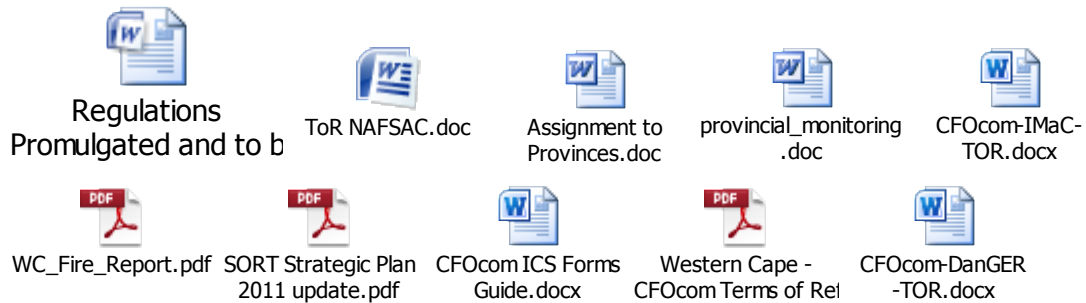 Regulations
Promulgated and to b
ToR NAFSAC.doc
Assignment to
Provinces.doc
provincial_monitoring
.doc
CFOcom-IMaC-
TOR.docx
PDF
WC_Fire_Report.pdf
PDF
SORT Strategic Plan
2011 update.pdf
CFOcom ICS Forms
Guide.docx
PDF
Western Cape -
CFOcom Terms of Ref
CFOcom-DanGER
-TOR.docx